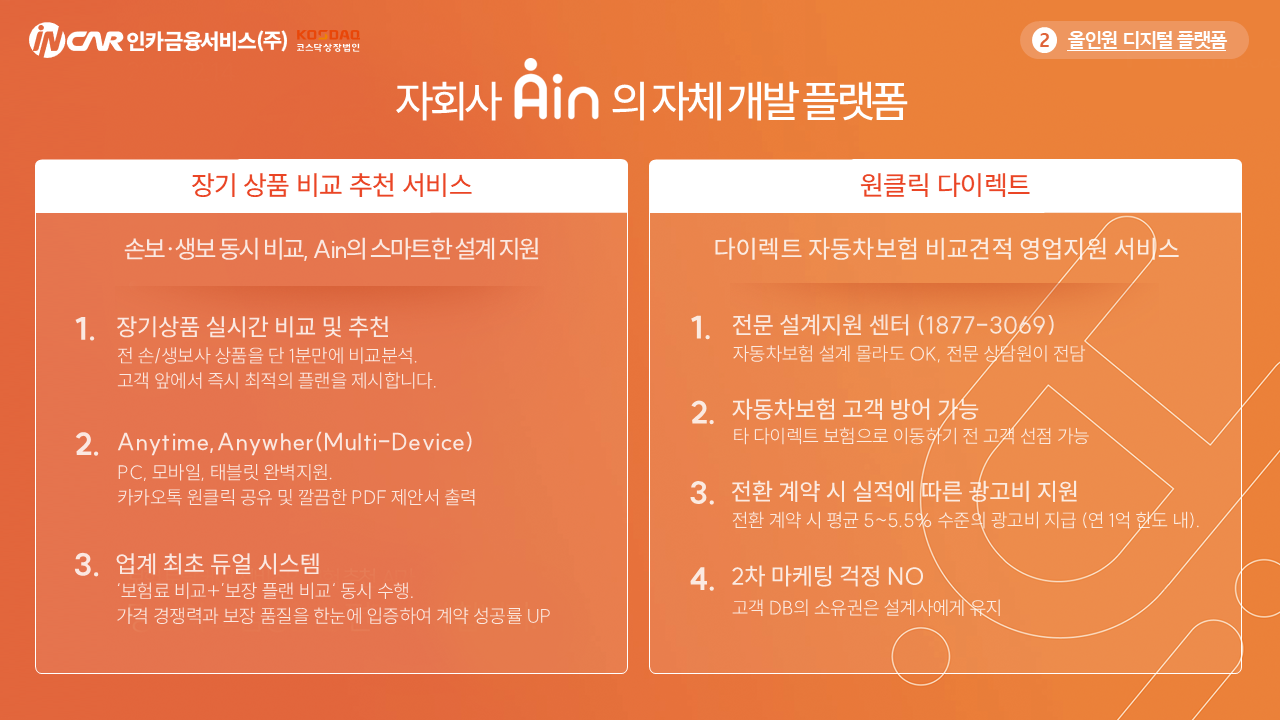 iNCAR 인카금융서비스(주) KOSDAQ 코스닥상장법인
2 올인원 디지털 플랫폼
자회사 Ain 의 자체 개발 플랫폼
장기 상품 비교 추천 서비스
손보·생보 동시 비교, Ain의 스마트한 설계 지원
1. 장기상품 실시간 비교 및 추천
전 손/생보사 상품을 단 1분만에 비교분석.
고객 앞에서 즉시 최적의 플랜을 제시합니다.
2. Anytime, Anywher(Multi-Device)
PC, 모바일, 태블릿 완벽지원.
카카오톡 원클릭 공유 및 깔끔한 PDF 제안서 출력
3. 업계 최초 듀얼 시스템
‘보험료 비교+‘보장 플랜 비교’ 동시 수행.
가격 경쟁력과 보장 품질을 한눈에 입증하여 계약 성공률 UP
원클릭 다이렉트
다이렉트 자동차보험 비교견적 영업지원 서비스
1. 전문 설계지원 센터 (1877-3069)
자동차보험 설계 몰라도 OK, 전문 상담원이 전담
2. 자동차보험 고객 방어 가능
타 다이렉트 보험으로 이동하기 전 고객 선점 가능
3. 전환 계약 시 실적에 따른 광고비 지원
전환 계약 시 평균 5~5.5% 수준의 광고비 지급 (연 1억 한도 내).
4. 2차 마케팅 걱정 NO
고객 DB의 소유권은 설계사에게 유지